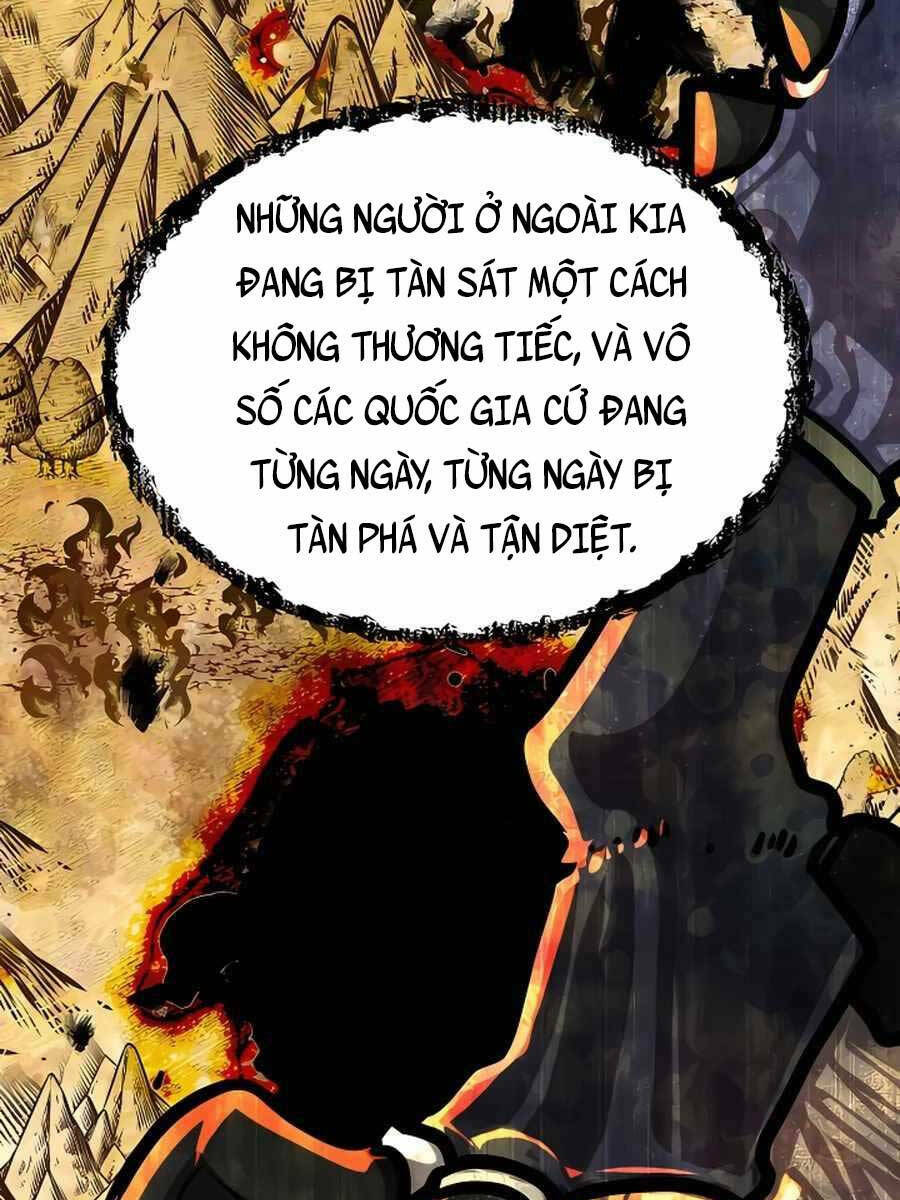 NHỮNG NGƯỜI Ở NGOÀI KIA
ĐANG BỊ TÀN SÁT MỘT CÁCH
KHÔNG THƯƠNG TIẾC, VÀ VÔ
SỐ CÁC QUỐC GIA CỨ ĐANG
TỪNG NGÀY, TỪNG NGÀY BỊ
TÀN PHÁ VÀ TẬN DIỆT.